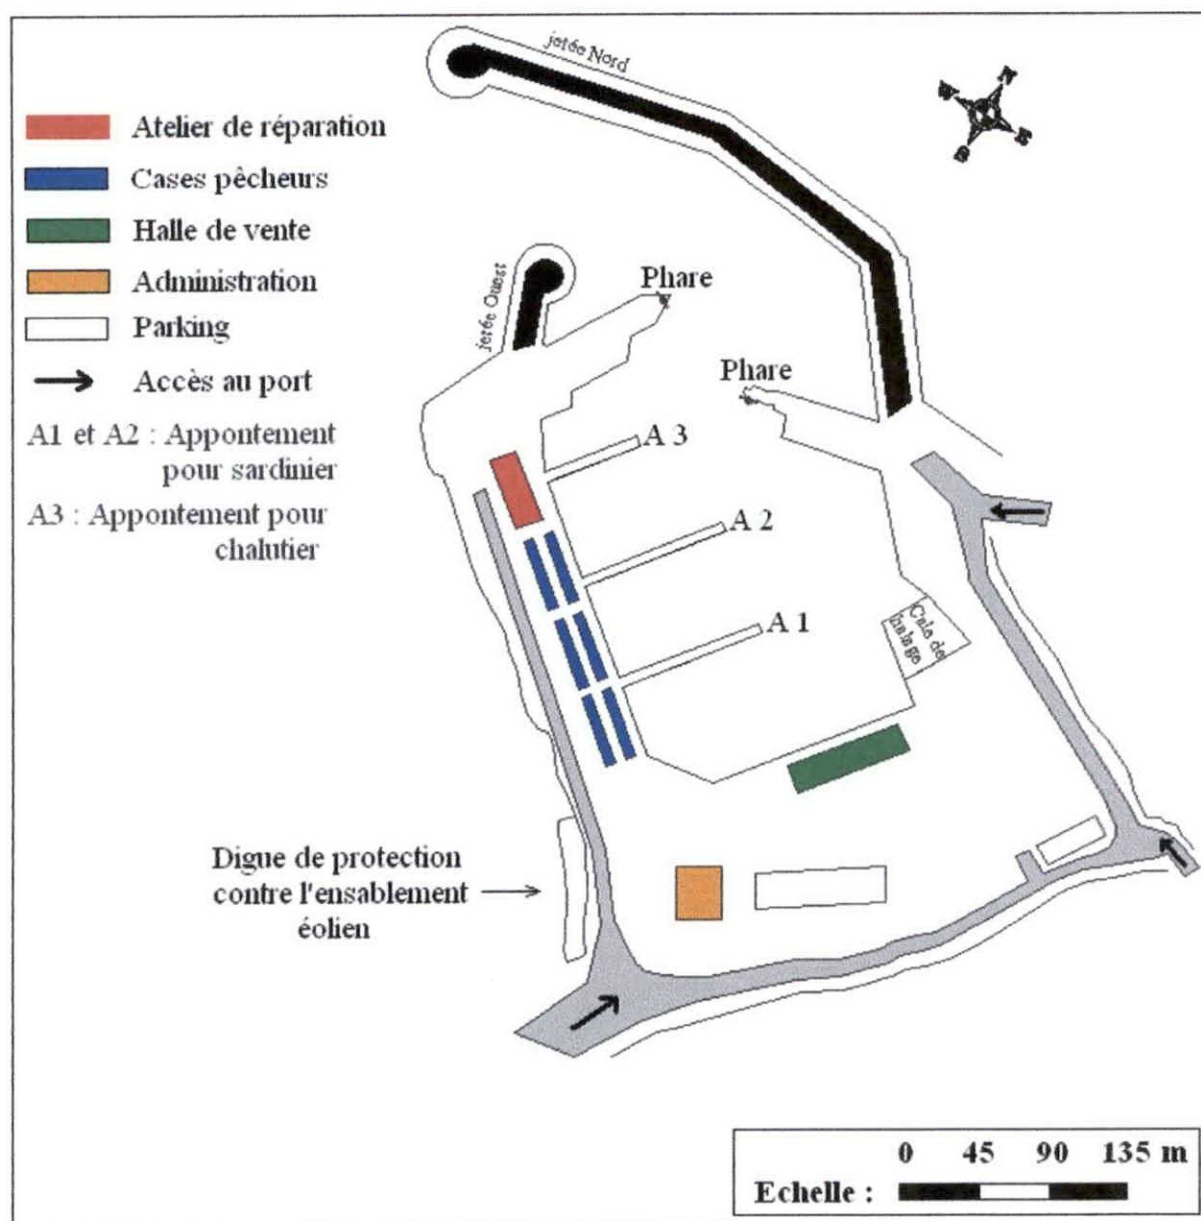 jetée Nord
N
S
Atelier de réparation
Cases pêcheurs
Halle de vente
Administration
Parking
Accès au port
A1 et A2 : Appontement
pour sardinier
A3 : Appontement pour
chalutier
jetée Ouest
Phare
Phare
A 3
A 2
A 1
Cale de
halage
Digue de protection
contre l'ensablement
éolien
0 45 90 135 m
Echelle :